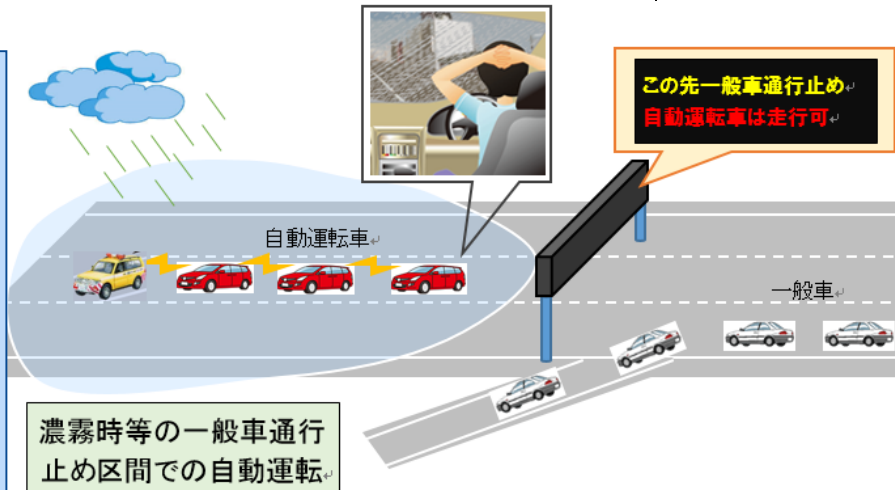 この先一般車通行止め
自動運転車は走行可
自動運転車
一般車
濃霧時等の一般車通行
止め区間での自動運転